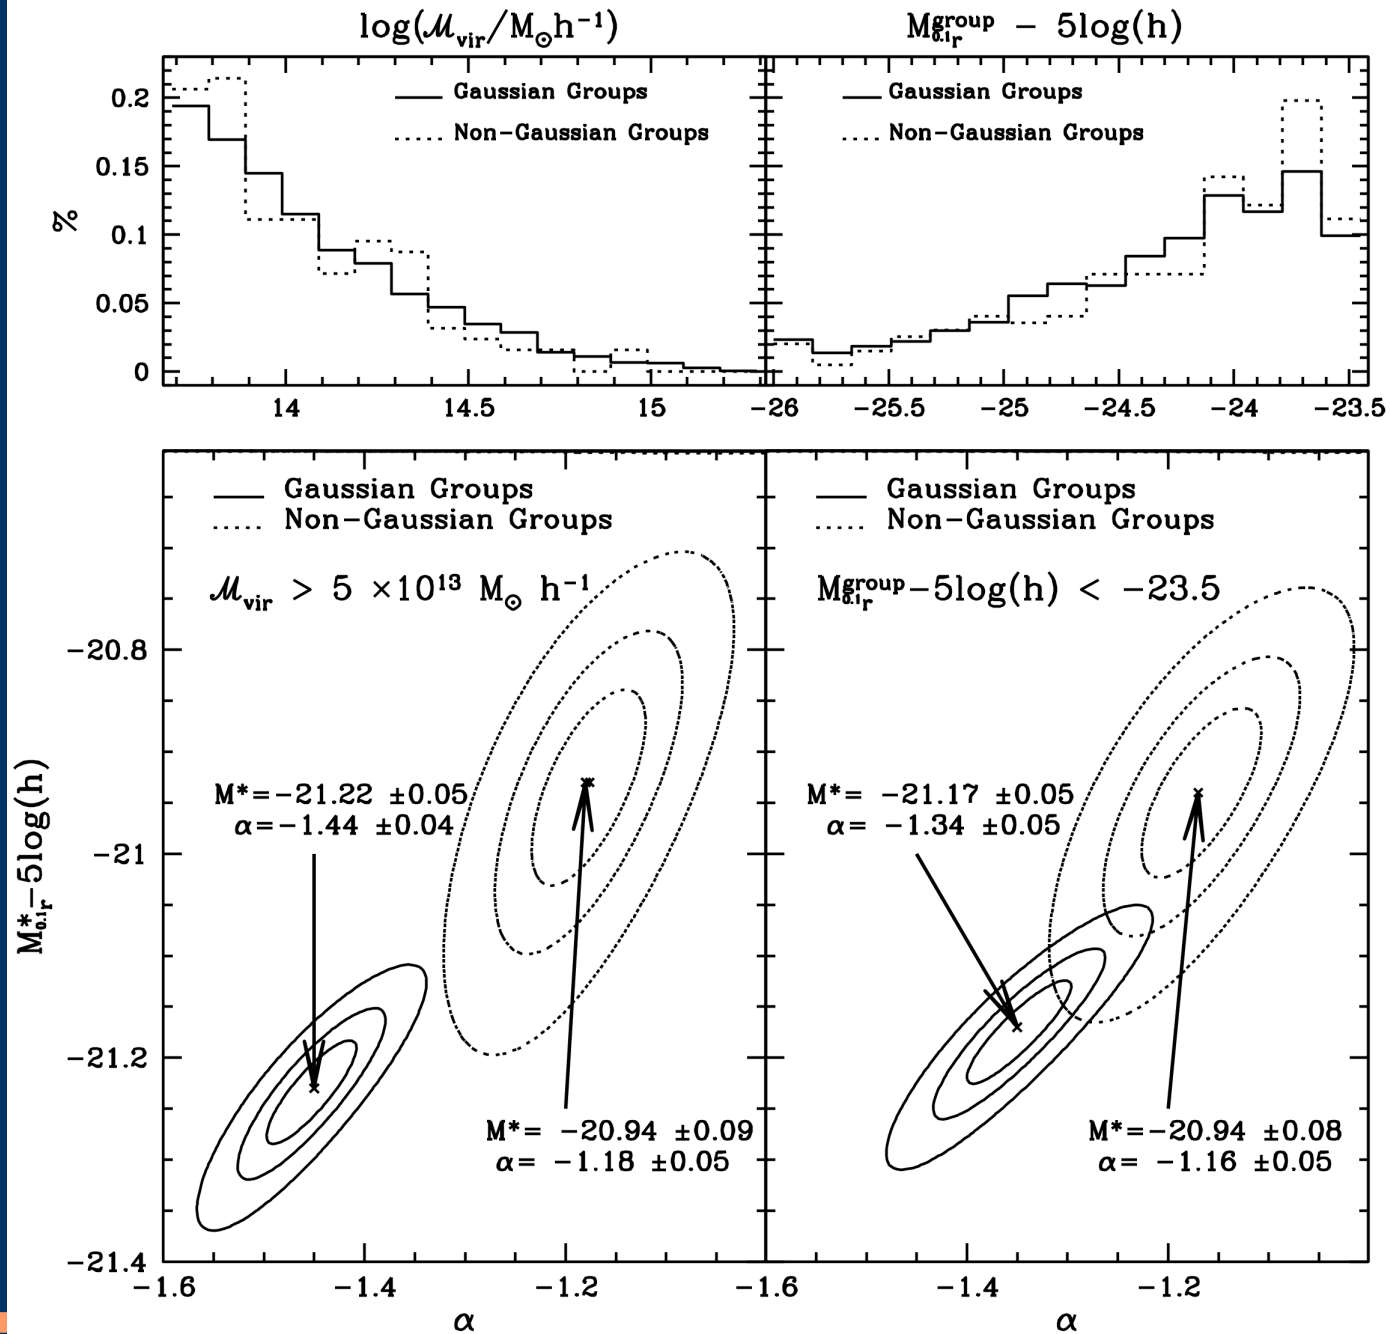 log(ℳvir/M⊙h⁻¹)
M⁰·¹r group − 5log(h)
Gaussian Groups
Non−Gaussian Groups
Gaussian Groups
Non−Gaussian Groups
0.2
0.15
0.1
0.05
0
%
14
14.5
15
−26
−25.5
−25
−24.5
−24
−23.5
Gaussian Groups
Non−Gaussian Groups
ℳvir > 5 ×10¹³ M⊙ h⁻¹
Gaussian Groups
Non−Gaussian Groups
M⁰·¹r group−5log(h) < −23.5
−20.8
−21
−21.2
−21.4
M*⁰·¹r−5log(h)
M*=−21.22 ±0.05
α=−1.44 ±0.04
M*= −20.94 ±0.09
α= −1.18 ±0.05
M*= −21.17 ±0.05
α= −1.34 ±0.05
M*=−20.94 ±0.08
α= −1.16 ±0.05
−1.6
−1.4
−1.2
−1.6
−1.4
−1.2
α
α